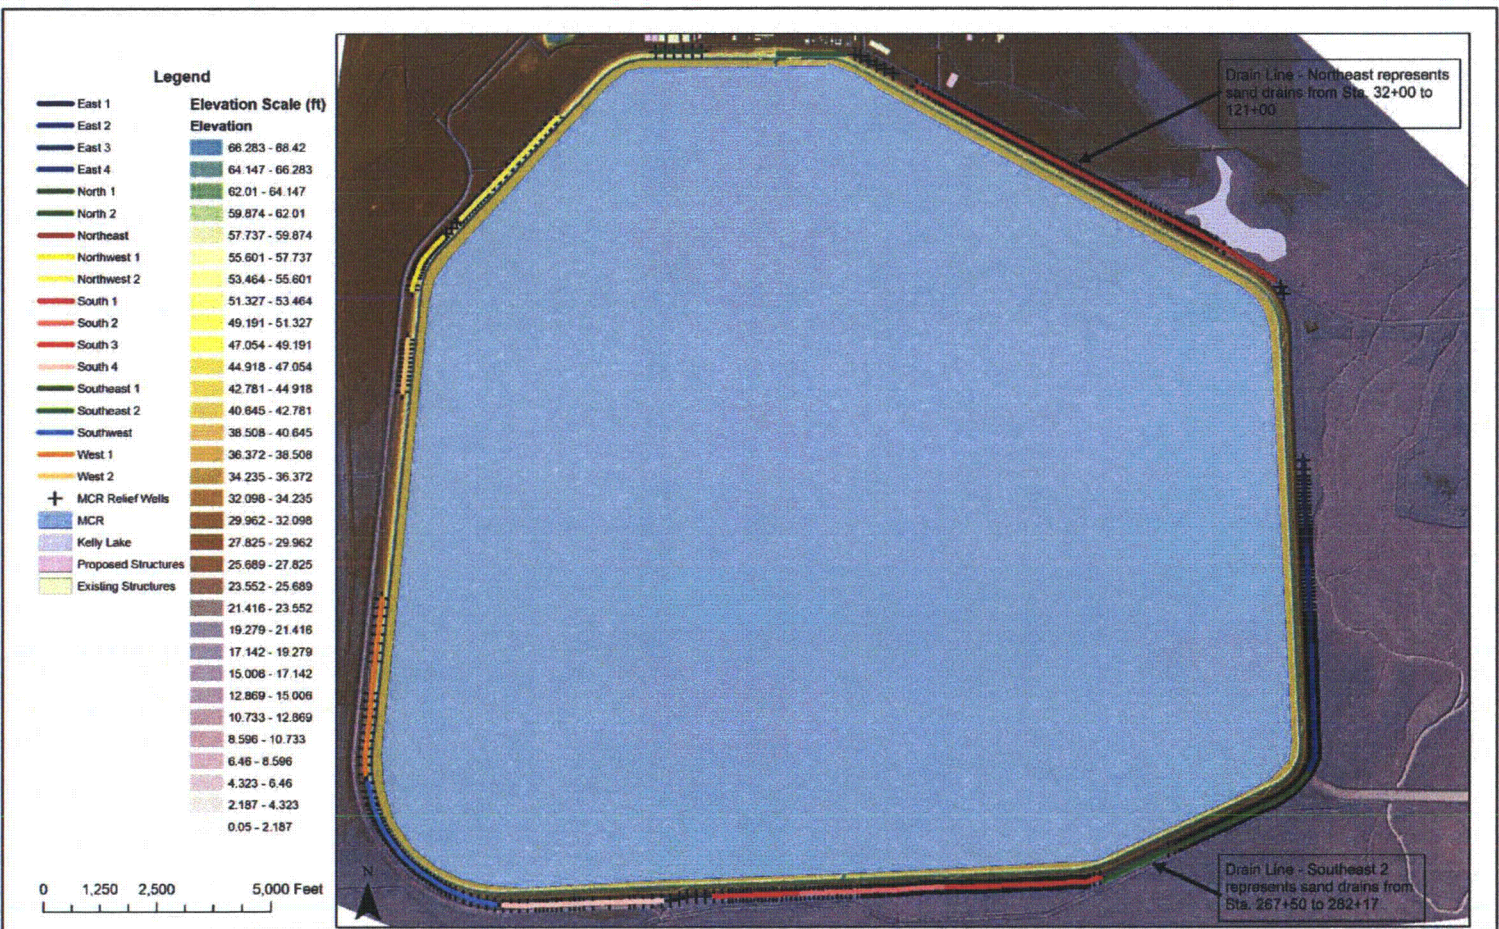 Legend
East 1
East 2
East 3
East 4
North 1
North 2
Northeast
Northwest 1
Northwest 2
South 1
South 2
South 3
South 4
Southeast 1
Southeast 2
Southwest
West 1
West 2
MCR Relief Wells
MCR
Kelly Lake
Proposed Structures
Existing Structures
Elevation Scale (ft)
Elevation
66.283 - 68.42
64.147 - 66.283
62.01 - 64.147
59.874 - 62.01
57.737 - 59.874
55.601 - 57.737
53.464 - 55.601
51.327 - 53.464
49.191 - 51.327
47.054 - 49.191
44.918 - 47.054
42.781 - 44.918
40.645 - 42.781
38.508 - 40.645
36.372 - 38.508
34.235 - 36.372
32.098 - 34.235
29.962 - 32.098
27.825 - 29.962
25.689 - 27.825
23.552 - 25.689
21.416 - 23.552
19.279 - 21.416
17.142 - 19.279
15.006 - 17.142
12.869 - 15.006
10.733 - 12.869
8.596 - 10.733
6.46 - 8.596
4.323 - 6.46
2.187 - 4.323
0.05 - 2.187
0 1,250 2,500 5,000 Feet
N
Drain Line - Northeast represents
sand drains from Sta. 32+00 to
121+00
Drain Line - Southeast 2
represents sand drains from
Sta. 267+50 to 282+17